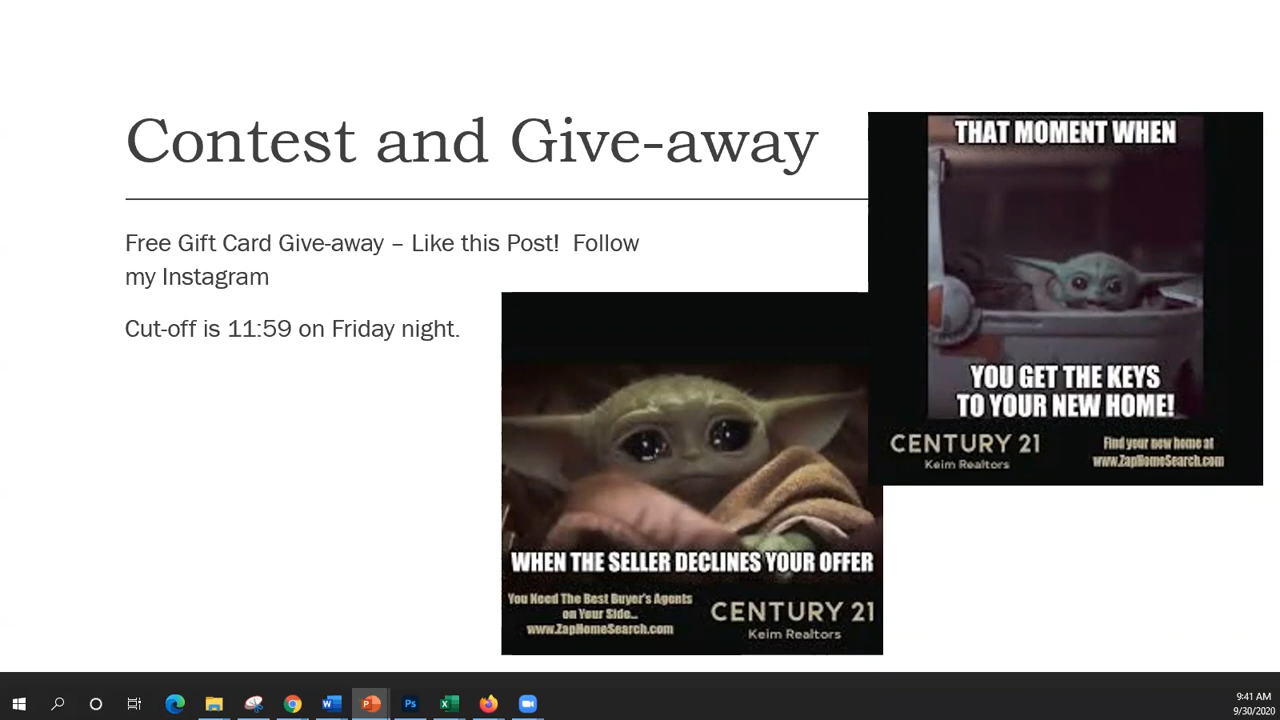 Contest and Give-away
Free Gift Card Give-away – Like this Post!  Follow
my Instagram
Cut-off is 11:59 on Friday night.
THAT MOMENT WHEN
YOU GET THE KEYS
TO YOUR NEW HOME!
CENTURY 21
Keim Realtors
Find your new home at
www.ZapHomeSearch.com
WHEN THE SELLER DECLINES YOUR OFFER
You Need The Best Buyer's Agents
on Your Side...
www.ZapHomeSearch.com
CENTURY 21
Keim Realtors
W
P
Ps
X
9:41 AM
9/30/2020